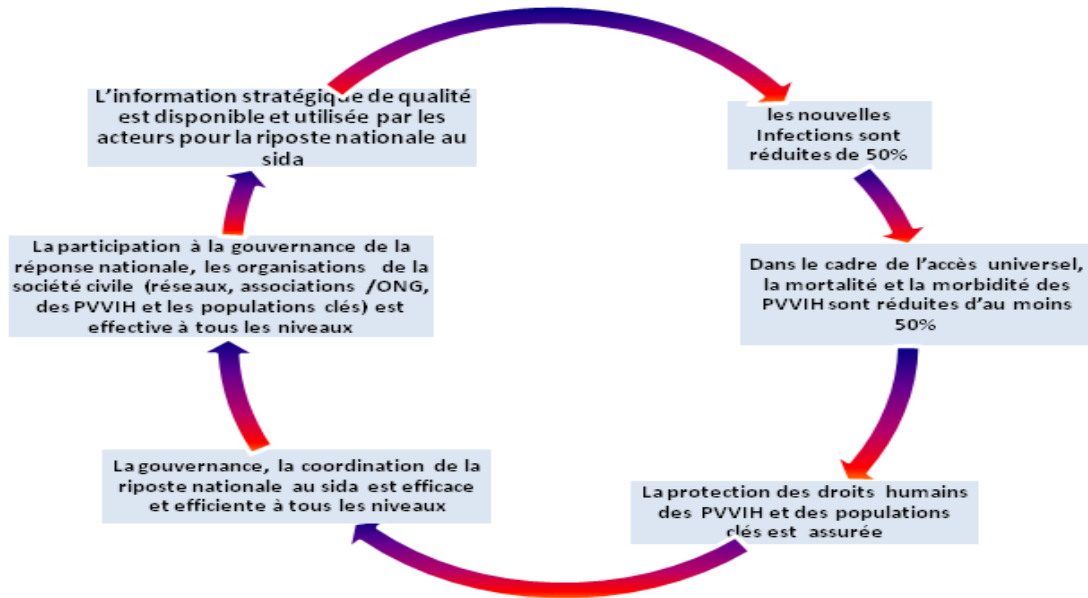 L'information stratégique de qualité
est disponible et utilisée par les
acteurs pour la riposte nationale au
sida
les nouvelles
Infections sont
réduites de 50%
Dans le cadre de l'accès universel,
la mortalité et la morbidité des
PVVIH sont réduites d'au moins
50%
La protection des droits humains
des PVVIH et des populations
clés est assurée
La gouvernance, la coordination de la
riposte nationale au sida est efficace
et efficiente à tous les niveaux
La participation à la gouvernance de la
réponse nationale, les organisations de la
société civile (réseaux, associations /ONG,
des PVVIH et les populations clés) est
effective à tous les niveaux